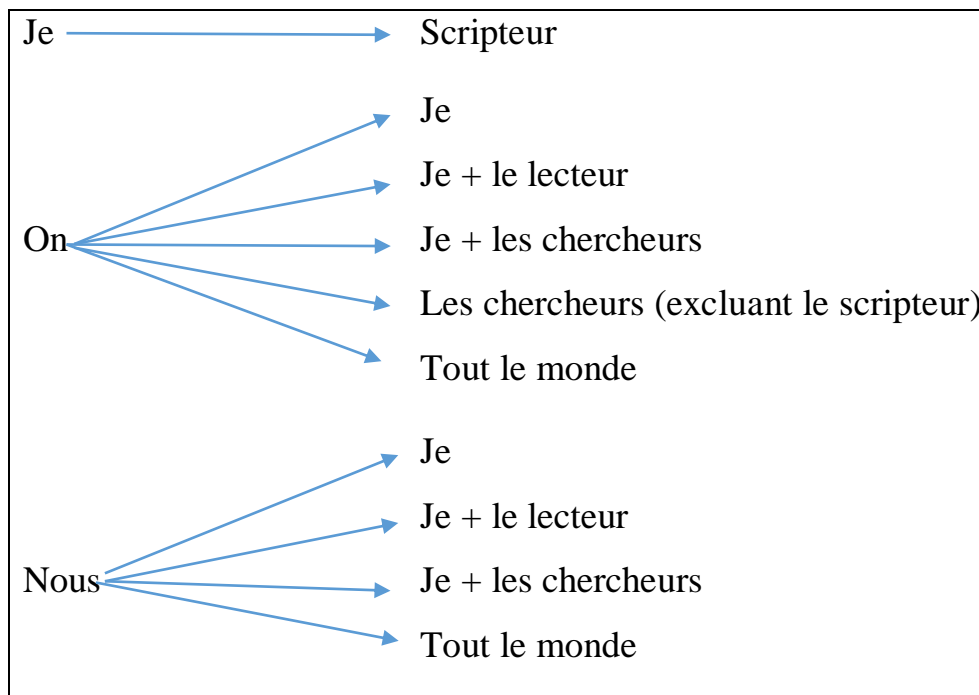 Je Scripteur
Je
Je + le lecteur
On Je + les chercheurs
Les chercheurs (excluant le scripteur)
Tout le monde
Je
Je + le lecteur
Nous Je + les chercheurs
Tout le monde